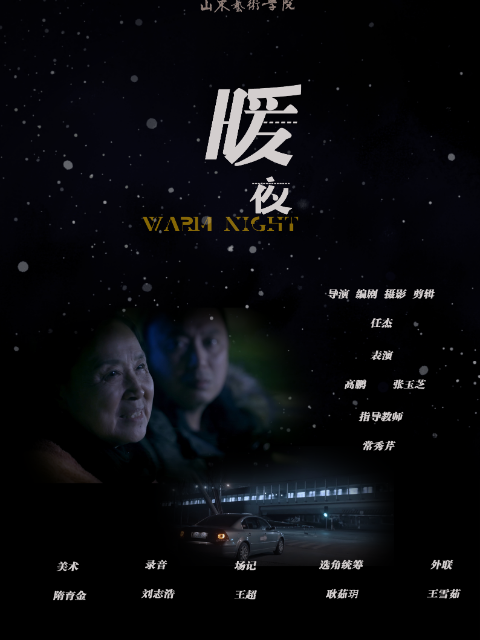 山东艺术学院
暖
夜
WARM NIGHT
导演 编剧 摄影 剪辑
任杰
表演
高鹏 张玉芝
指导教师
常秀芹
美术 录音 场记 选角统筹 外联
隋育金 刘志浩 王超 耿茹玥 王雪茹